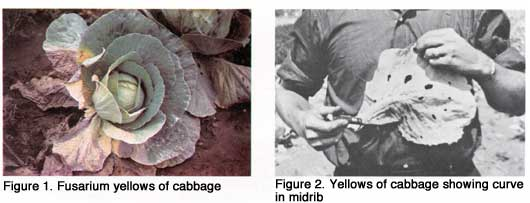 Figure 1. Fusarium yellows of cabbage
Figure 2. Yellows of cabbage showing curve
in midrib